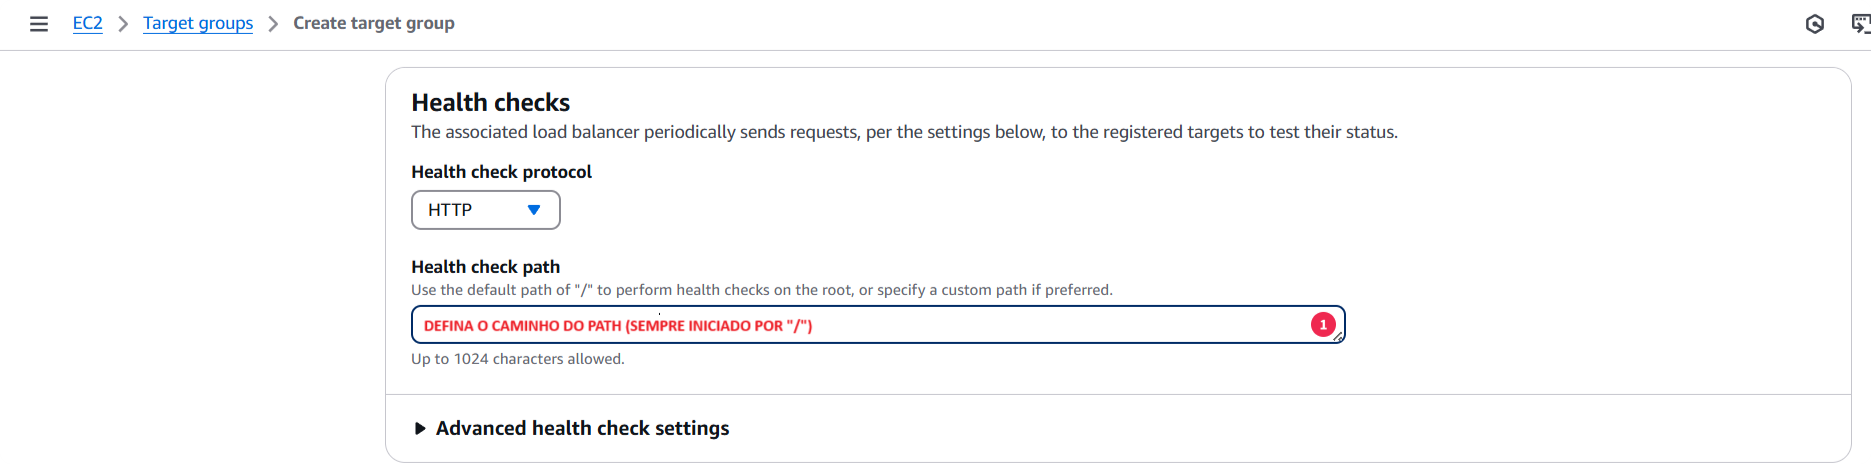 EC2 > Target groups > Create target group
Health checks
The associated load balancer periodically sends requests, per the settings below, to the registered targets to test their status.
Health check protocol
HTTP
Health check path
Use the default path of "/" to perform health checks on the root, or specify a custom path if preferred.
DEFINA O CAMINHO DO PATH (SEMPRE INICIADO POR "/") 1
Up to 1024 characters allowed.
Advanced health check settings